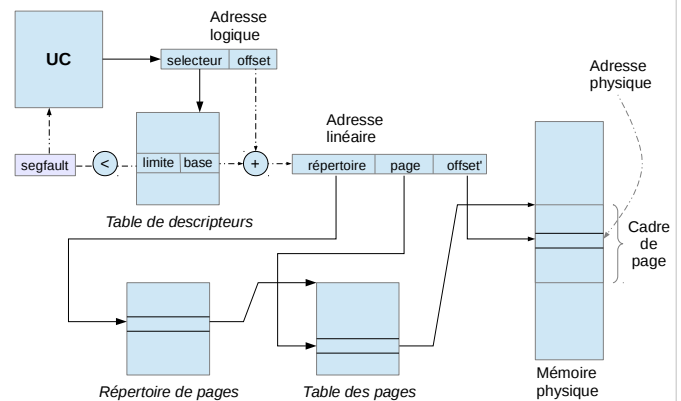 Adresse
logique
UC
selecteur offset
Adresse
physique
Adresse
linéaire
segfault < limite base + répertoire page offset'
Table de descripteurs
Cadre
de
page
Répertoire de pages
Table des pages
Mémoire
physique